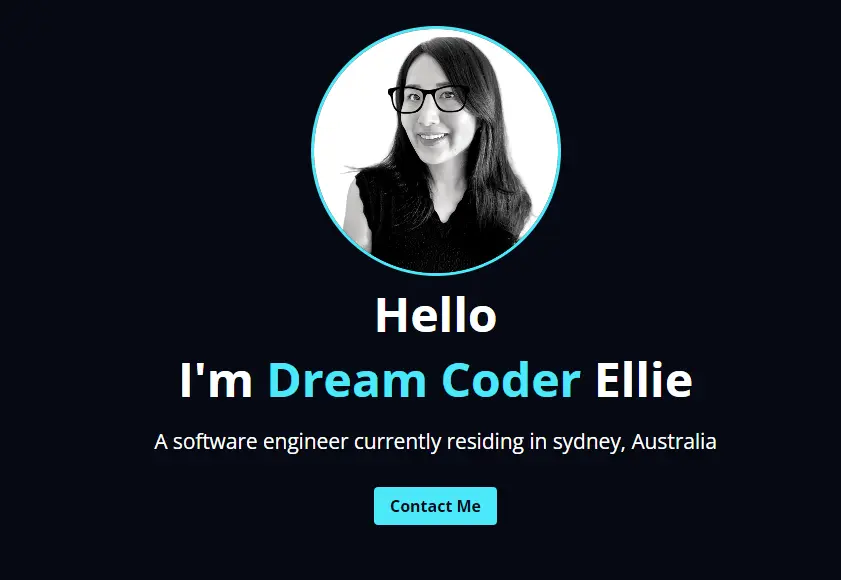 Hello
I'm Dream Coder Ellie
A software engineer currently residing in sydney, Australia
Contact Me